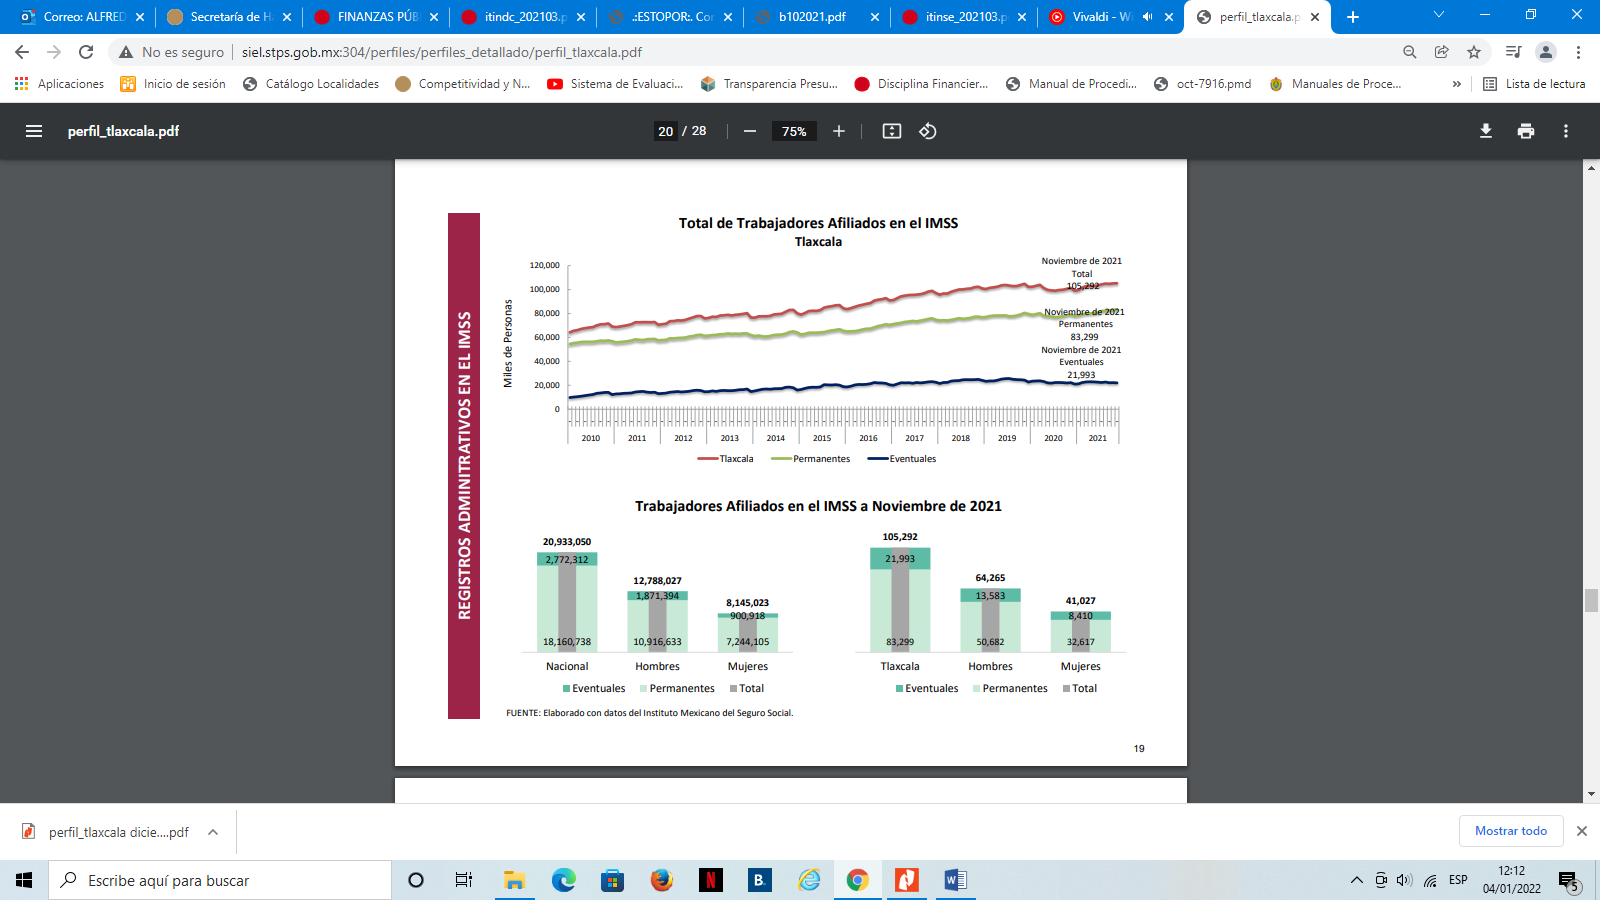 Correo: ALFRED
Secretaría de H
FINANZAS PÚB
itindc_202103.p
.:ESTOPOR:. Cor
b102021.pdf
itinse_202103.p
Vivaldi - W
perfil_tlaxcala.p
No es seguro
siel.stps.gob.mx:304/perfiles/perfiles_detallado/perfil_tlaxcala.pdf
Aplicaciones
Inicio de sesión
Catálogo Localidades
Competitividad y N...
Sistema de Evaluaci...
Transparencia Presu...
Disciplina Financier...
Manual de Procedi...
oct-7916.pmd
Manuales de Proce...
»
Lista de lectura
perfil_tlaxcala.pdf
20 / 28
75%
REGISTROS ADMINITRATIVOS EN EL IMSS
Total de Trabajadores Afiliados en el IMSS
Tlaxcala
Miles de Personas
120,000
100,000
80,000
60,000
40,000
20,000
0
Noviembre de 2021
Total
105,292
Noviembre de 2021
Permanentes
83,299
Noviembre de 2021
Eventuales
21,993
2010 2011 2012 2013 2014 2015 2016 2017 2018 2019 2020 2021
Tlaxcala Permanentes Eventuales
Trabajadores Afiliados en el IMSS a Noviembre de 2021
20,933,050
2,772,312
18,160,738
12,788,027
1,871,394
10,916,633
8,145,023
900,918
7,244,105
Nacional Hombres Mujeres
Eventuales Permanentes Total
105,292
21,993
83,299
64,265
13,583
50,682
41,027
8,410
32,617
Tlaxcala Hombres Mujeres
Eventuales Permanentes Total
FUENTE: Elaborado con datos del Instituto Mexicano del Seguro Social.
19
perfil_tlaxcala dicie....pdf
Mostrar todo
Escribe aquí para buscar
N
B.
ESP
12:12
04/01/2022
5